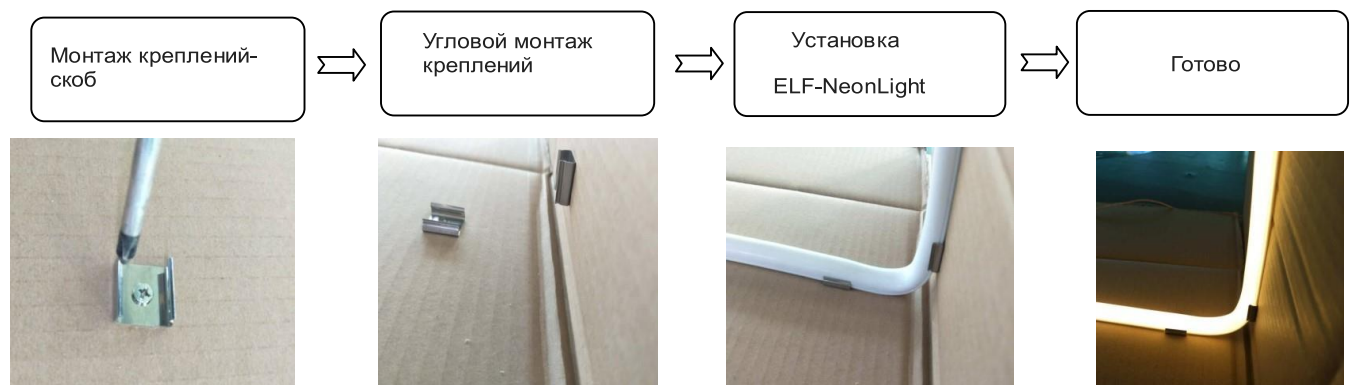 Монтаж креплений-
скоб
Угловой монтаж
креплений
Установка
ELF-NeonLight
Готово